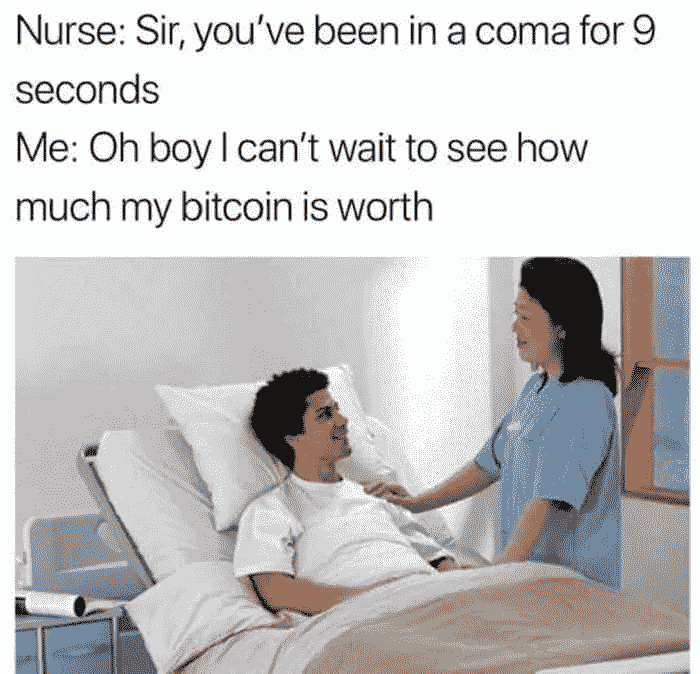 Nurse: Sir, you've been in a coma for 9
seconds
Me: Oh boy I can't wait to see how
much my bitcoin is worth